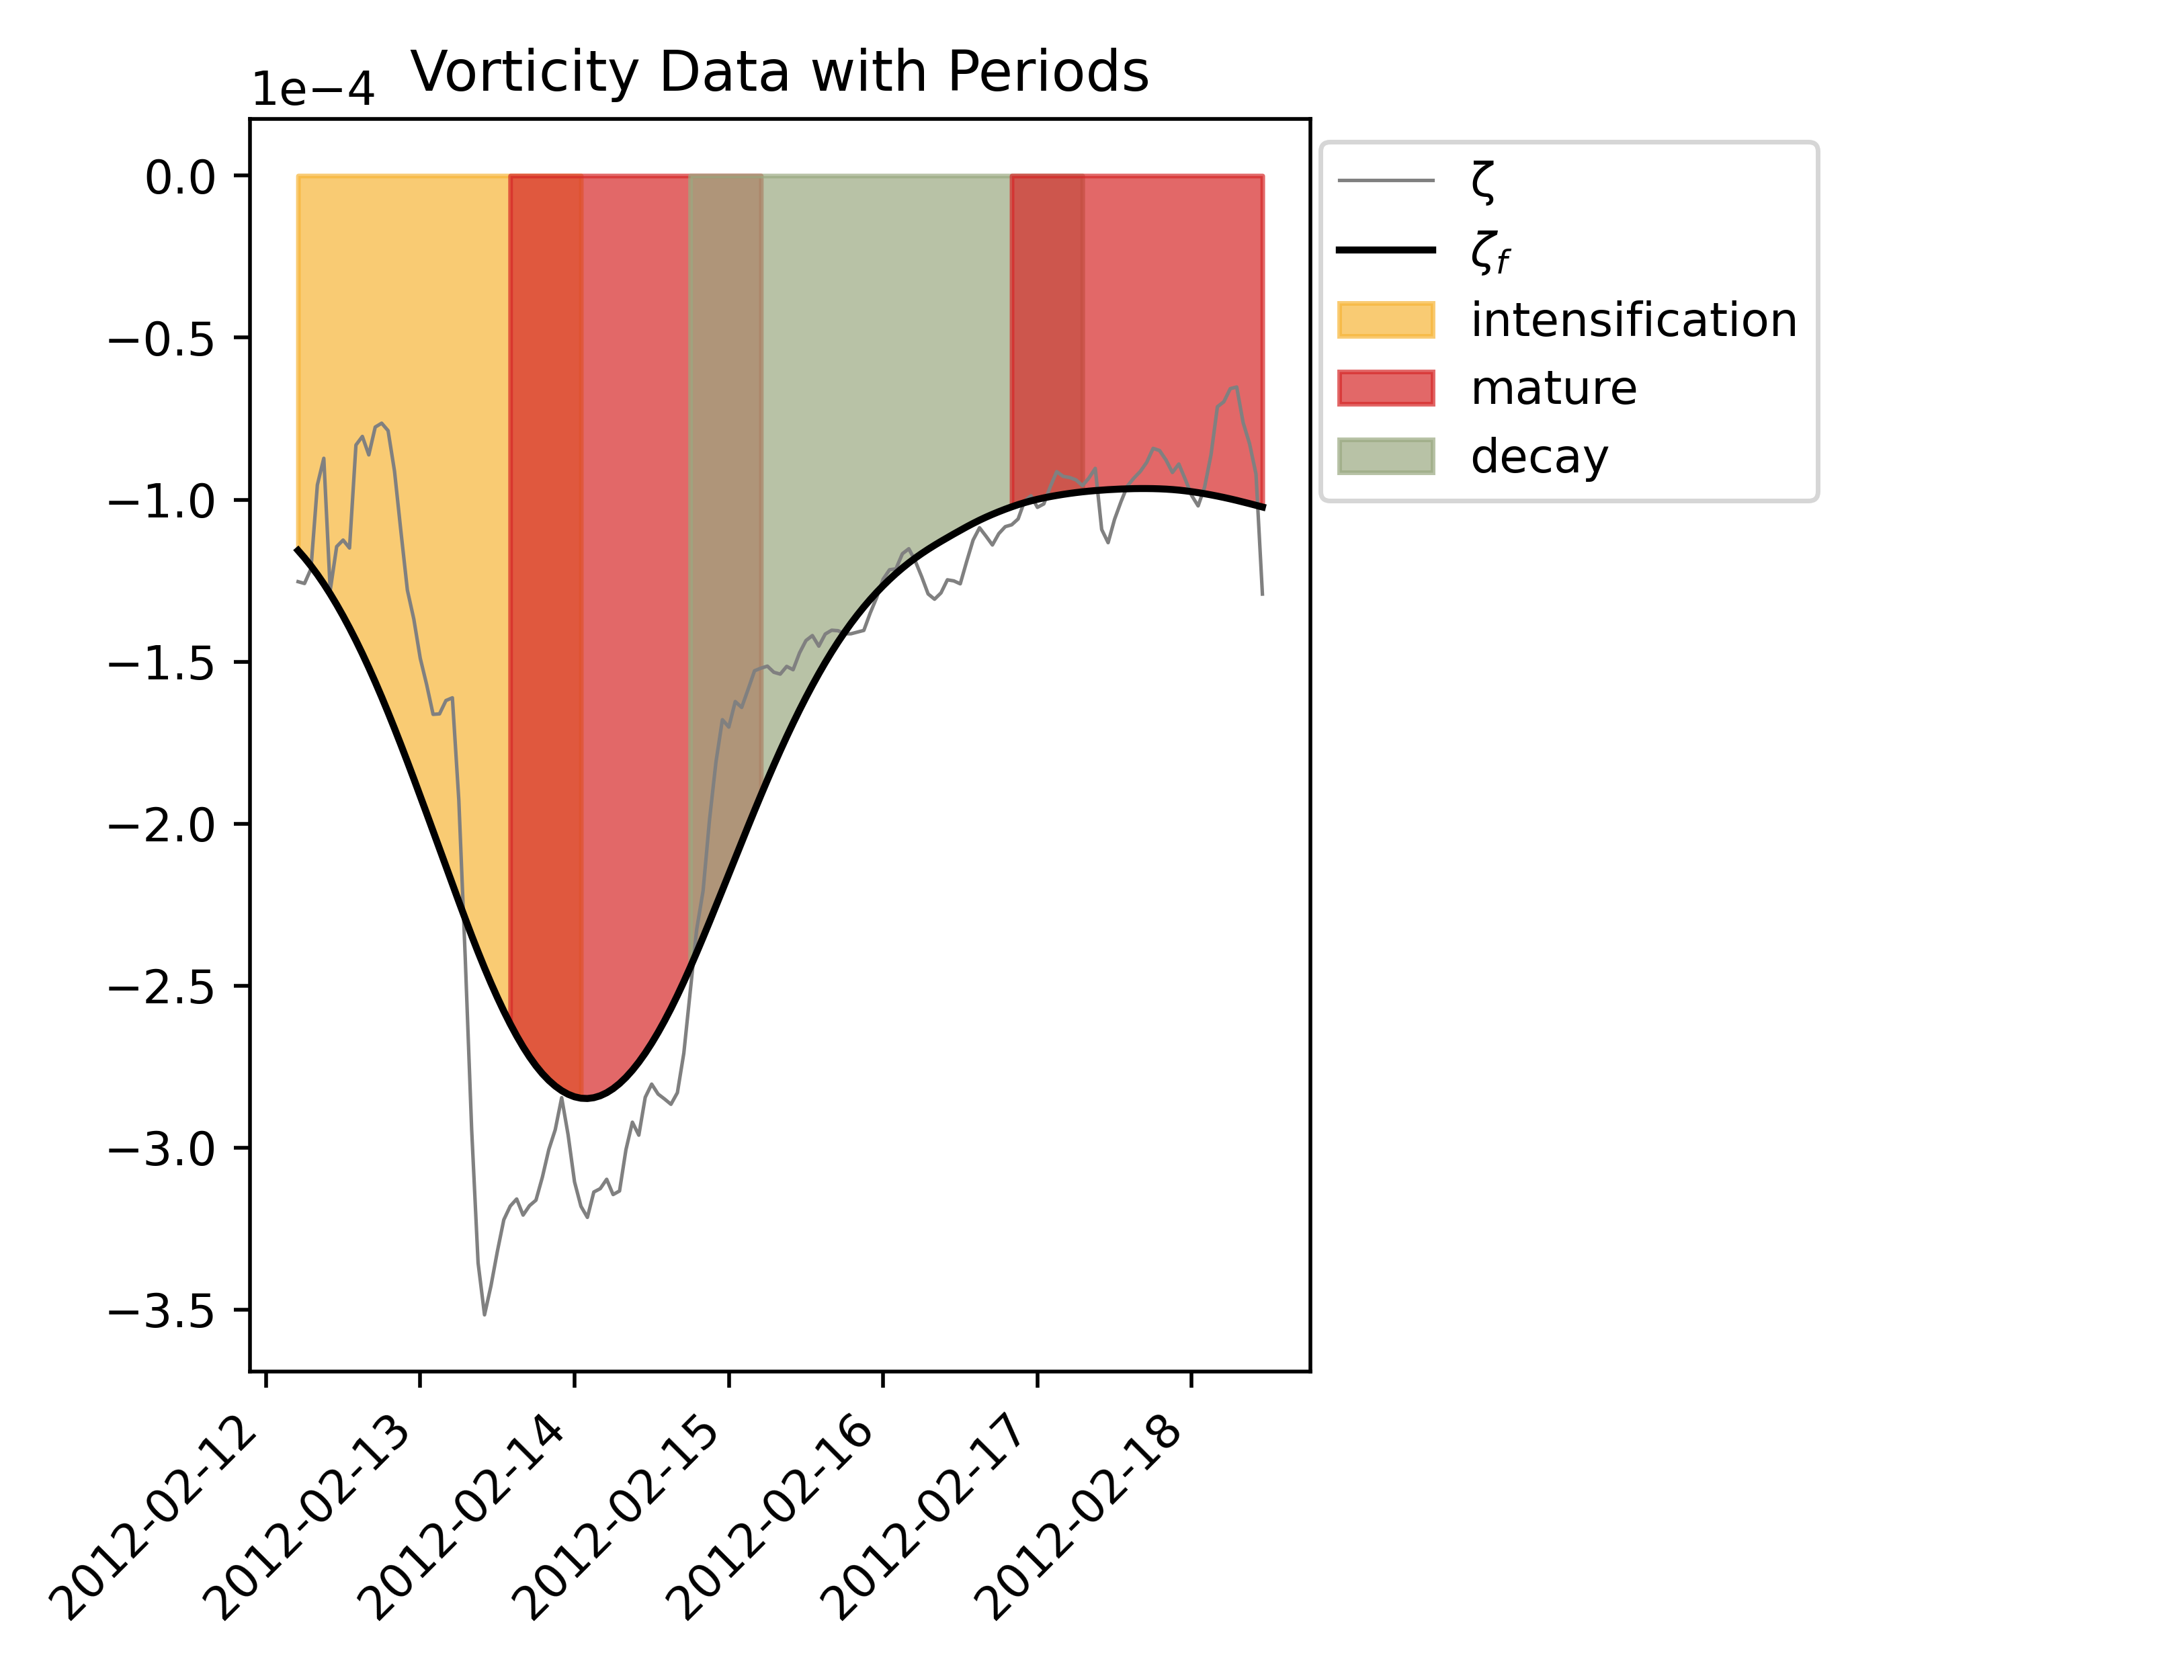 Vorticity Data with Periods
1e−4
0.0
−0.5
−1.0
−1.5
−2.0
−2.5
−3.0
−3.5
2012-02-12
2012-02-13
2012-02-14
2012-02-15
2012-02-16
2012-02-17
2012-02-18
ζ
ζf
intensification
mature
decay